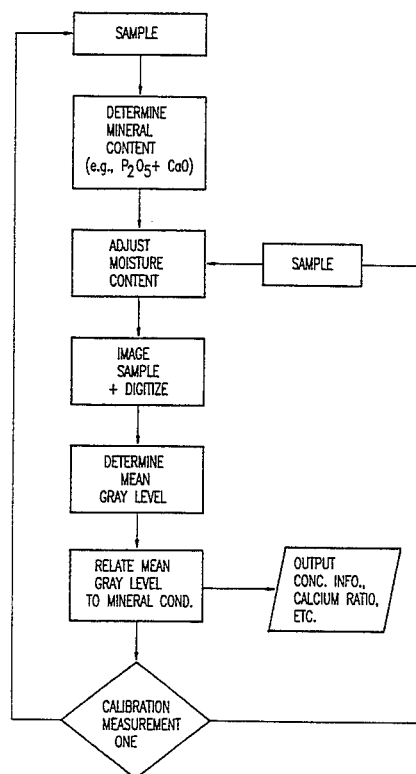 SAMPLE
DETERMINE
MINERAL
CONTENT
(e.g., P2O5+ CaO)
ADJUST
MOISTURE
CONTENT
SAMPLE
IMAGE
SAMPLE
+ DIGITIZE
DETERMINE
MEAN
GRAY LEVEL
RELATE MEAN
GRAY LEVEL
TO MINERAL COND.
OUTPUT
CONC. INFO.,
CALCIUM RATIO,
ETC.
CALIBRATION
MEASUREMENT
ONE